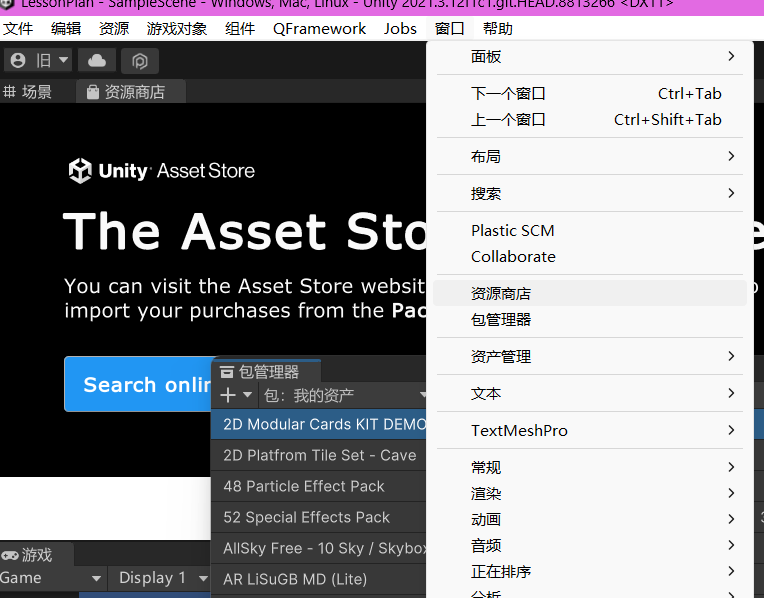 LessonPlan - SampleScene - Windows, Mac, Linux - Unity 2021.3.12f1c1.git.HEAD.8813266 <DX11>
文件 编辑 资源 游戏对象 组件 QFramework Jobs 窗口 帮助
旧
面板
下一个窗口 Ctrl+Tab
上一个窗口 Ctrl+Shift+Tab
布局
搜索
Plastic SCM
Collaborate
资源商店
包管理器
资产管理
文本
TextMeshPro
常规
渲染
动画
音频
正在排序
分析
场景 资源商店
Unity Asset Store
The Asset Sto
You can visit the Asset Store website
import your purchases from the Pac
Search onlin
包管理器
包: 我的资产
2D Modular Cards KIT DEMO
2D Platfrom Tile Set - Cave
48 Particle Effect Pack
52 Special Effects Pack
AllSky Free - 10 Sky / Skybox
AR LiSuGB MD (Lite)
游戏
Game Display 1